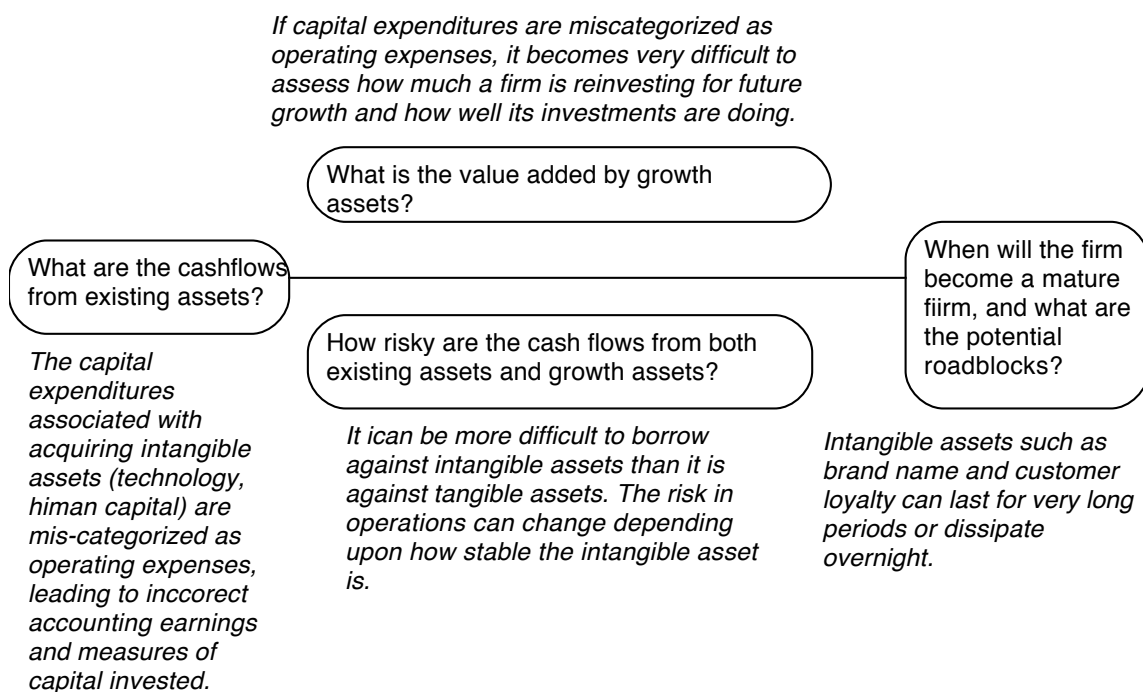 If capital expenditures are miscategorized as
operating expenses, it becomes very difficult to
assess how much a firm is reinvesting for future
growth and how well its investments are doing.
What is the value added by growth
assets?
What are the cashflows
from existing assets?
When will the firm
become a mature
fiirm, and what are
the potential
roadblocks?
How risky are the cash flows from both
existing assets and growth assets?
The capital
expenditures
associated with
acquiring intangible
assets (technology,
himan capital) are
mis-categorized as
operating expenses,
leading to inccorect
accounting earnings
and measures of
capital invested.
It ican be more difficult to borrow
against intangible assets than it is
against tangible assets. The risk in
operations can change depending
upon how stable the intangible asset
is.
Intangible assets such as
brand name and customer
loyalty can last for very long
periods or dissipate
overnight.